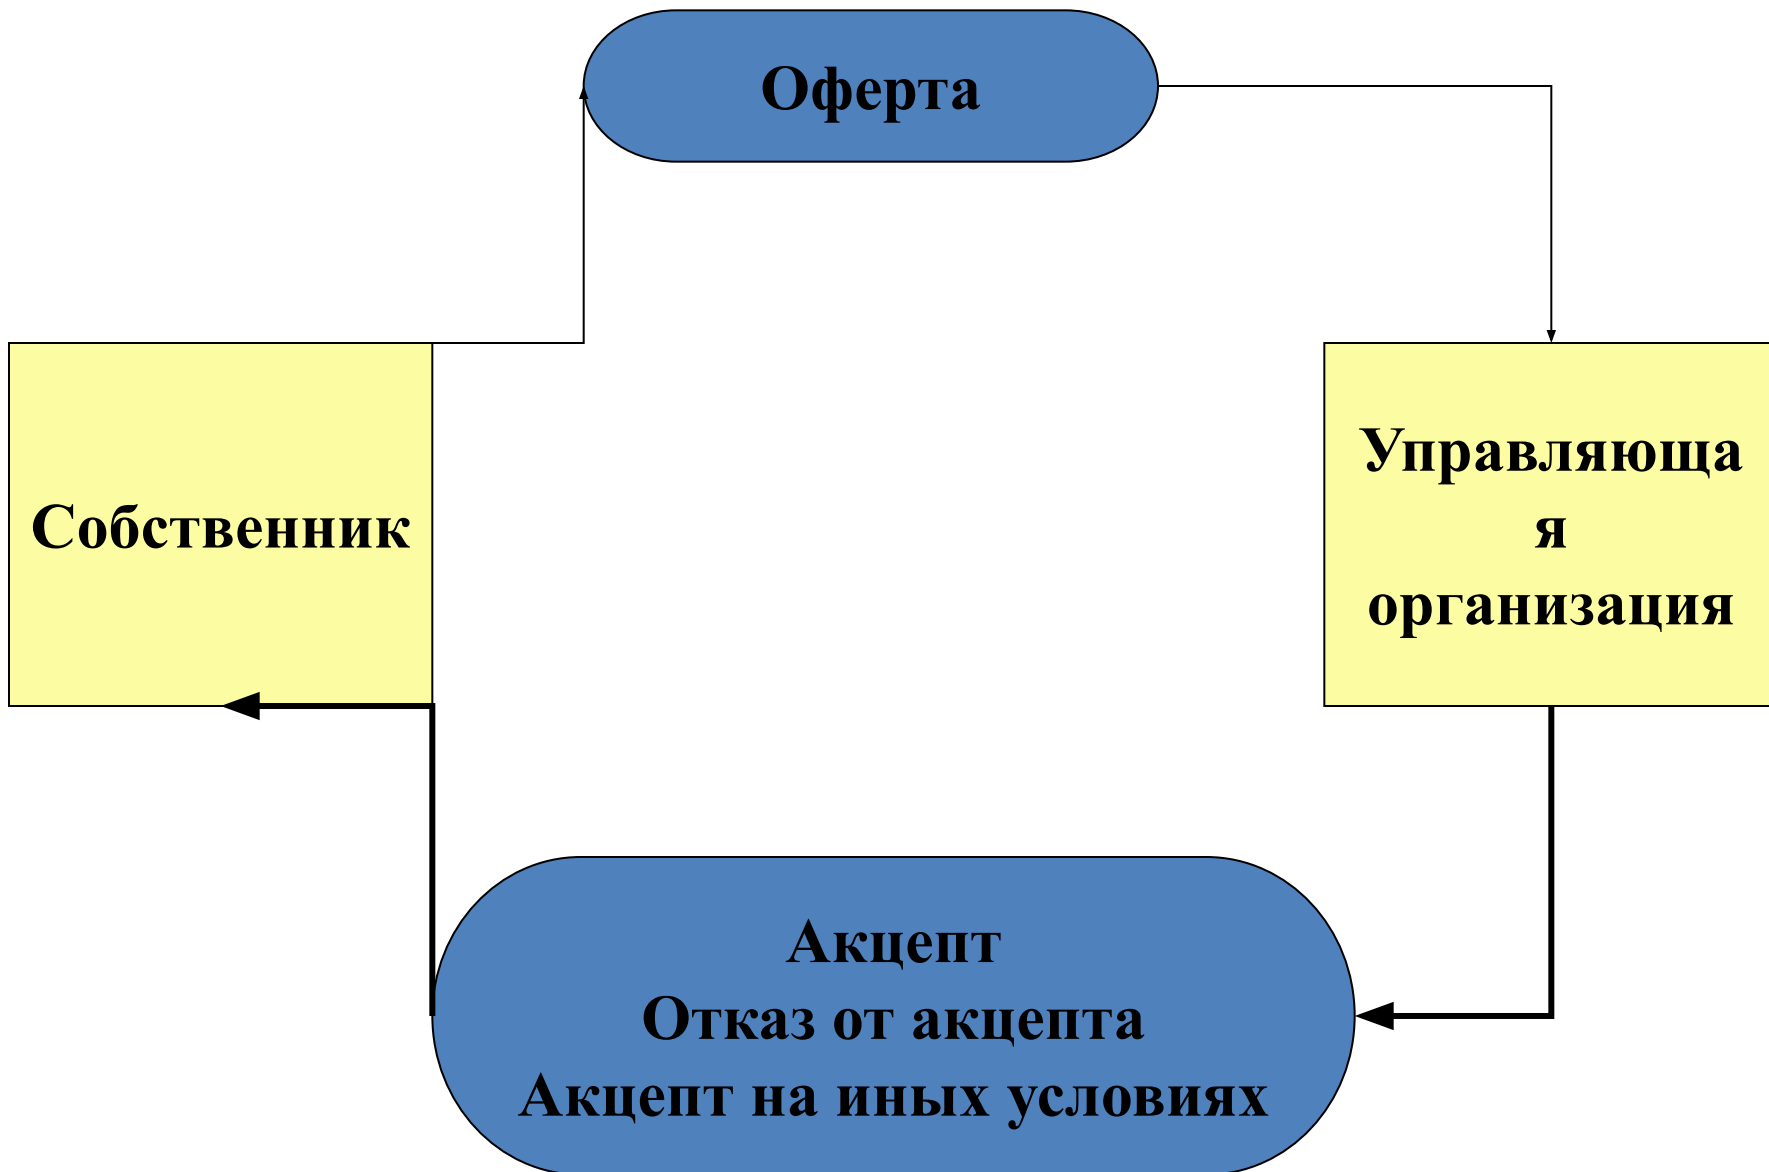 Оферта
Собственник
Управляюща
я
организация
Акцепт
Отказ от акцепта
Акцепт на иных условиях